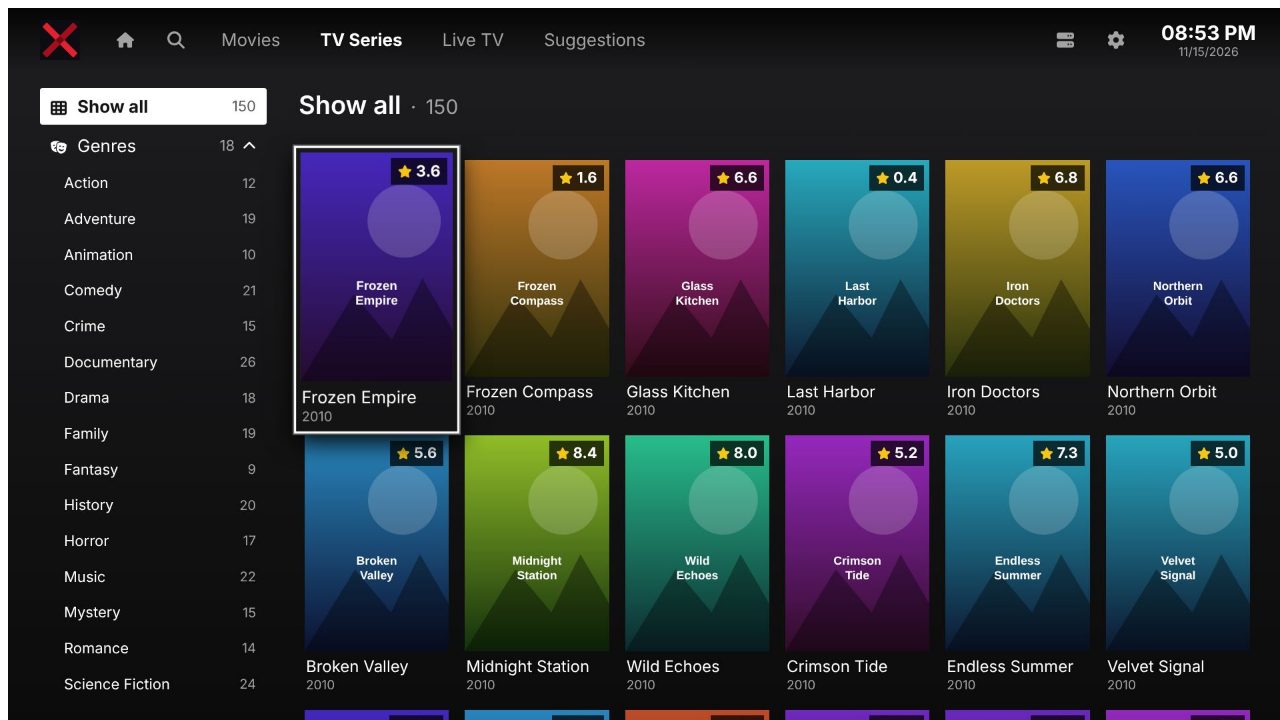 Movies
TV Series
Live TV
Suggestions
08:53 PM
11/15/2026
Show all 150
Genres 18
Action 12
Adventure 19
Animation 10
Comedy 21
Crime 15
Documentary 26
Drama 18
Family 19
Fantasy 9
History 20
Horror 17
Music 22
Mystery 15
Romance 14
Science Fiction 24
Show all · 150
3.6
Frozen
Empire
Frozen Empire
2010
1.6
Frozen
Compass
Frozen Compass
2010
6.6
Glass
Kitchen
Glass Kitchen
2010
0.4
Last
Harbor
Last Harbor
2010
6.8
Iron
Doctors
Iron Doctors
2010
6.6
Northern
Orbit
Northern Orbit
2010
5.6
Broken
Valley
Broken Valley
2010
8.4
Midnight
Station
Midnight Station
2010
8.0
Wild
Echoes
Wild Echoes
2010
5.2
Crimson
Tide
Crimson Tide
2010
7.3
Endless
Summer
Endless Summer
2010
5.0
Velvet
Signal
Velvet Signal
2010